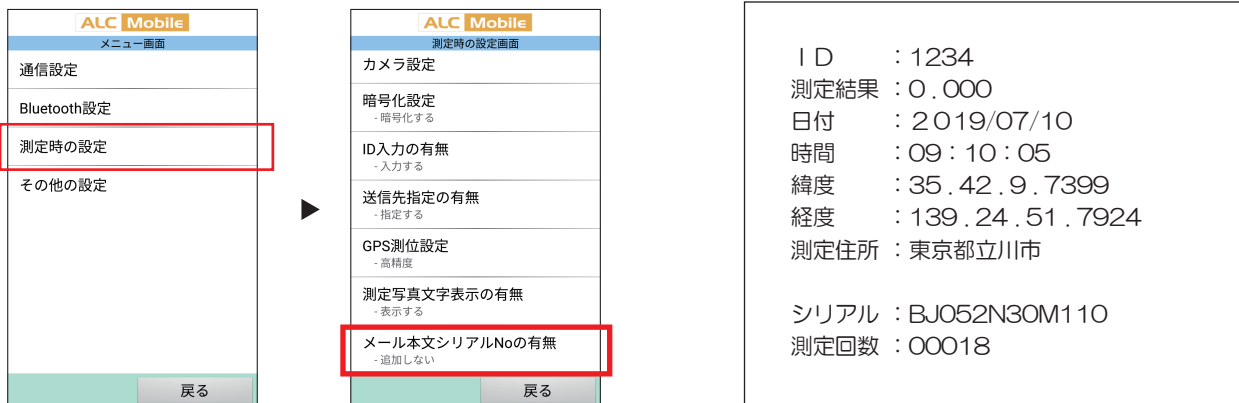 ALC Mobile
メニュー画面
通信設定
Bluetooth設定
測定時の設定
その他の設定
戻る
▶
ALC Mobile
測定時の設定画面
カメラ設定
暗号化設定
- 暗号化する
ID入力の有無
- 入力する
送信先指定の有無
- 指定する
GPS測位設定
- 高精度
測定写真文字表示の有無
- 表示する
メール本文シリアルNoの有無
- 追加しない
戻る
ID ：1234
測定結果 ：0.000
日付 ：2019/07/10
時間 ：09：10：05
緯度 ：35.42.9.7399
経度 ：139.24.51.7924
測定住所 ：東京都立川市
シリアル ：BJ052N30M110
測定回数 ：00018